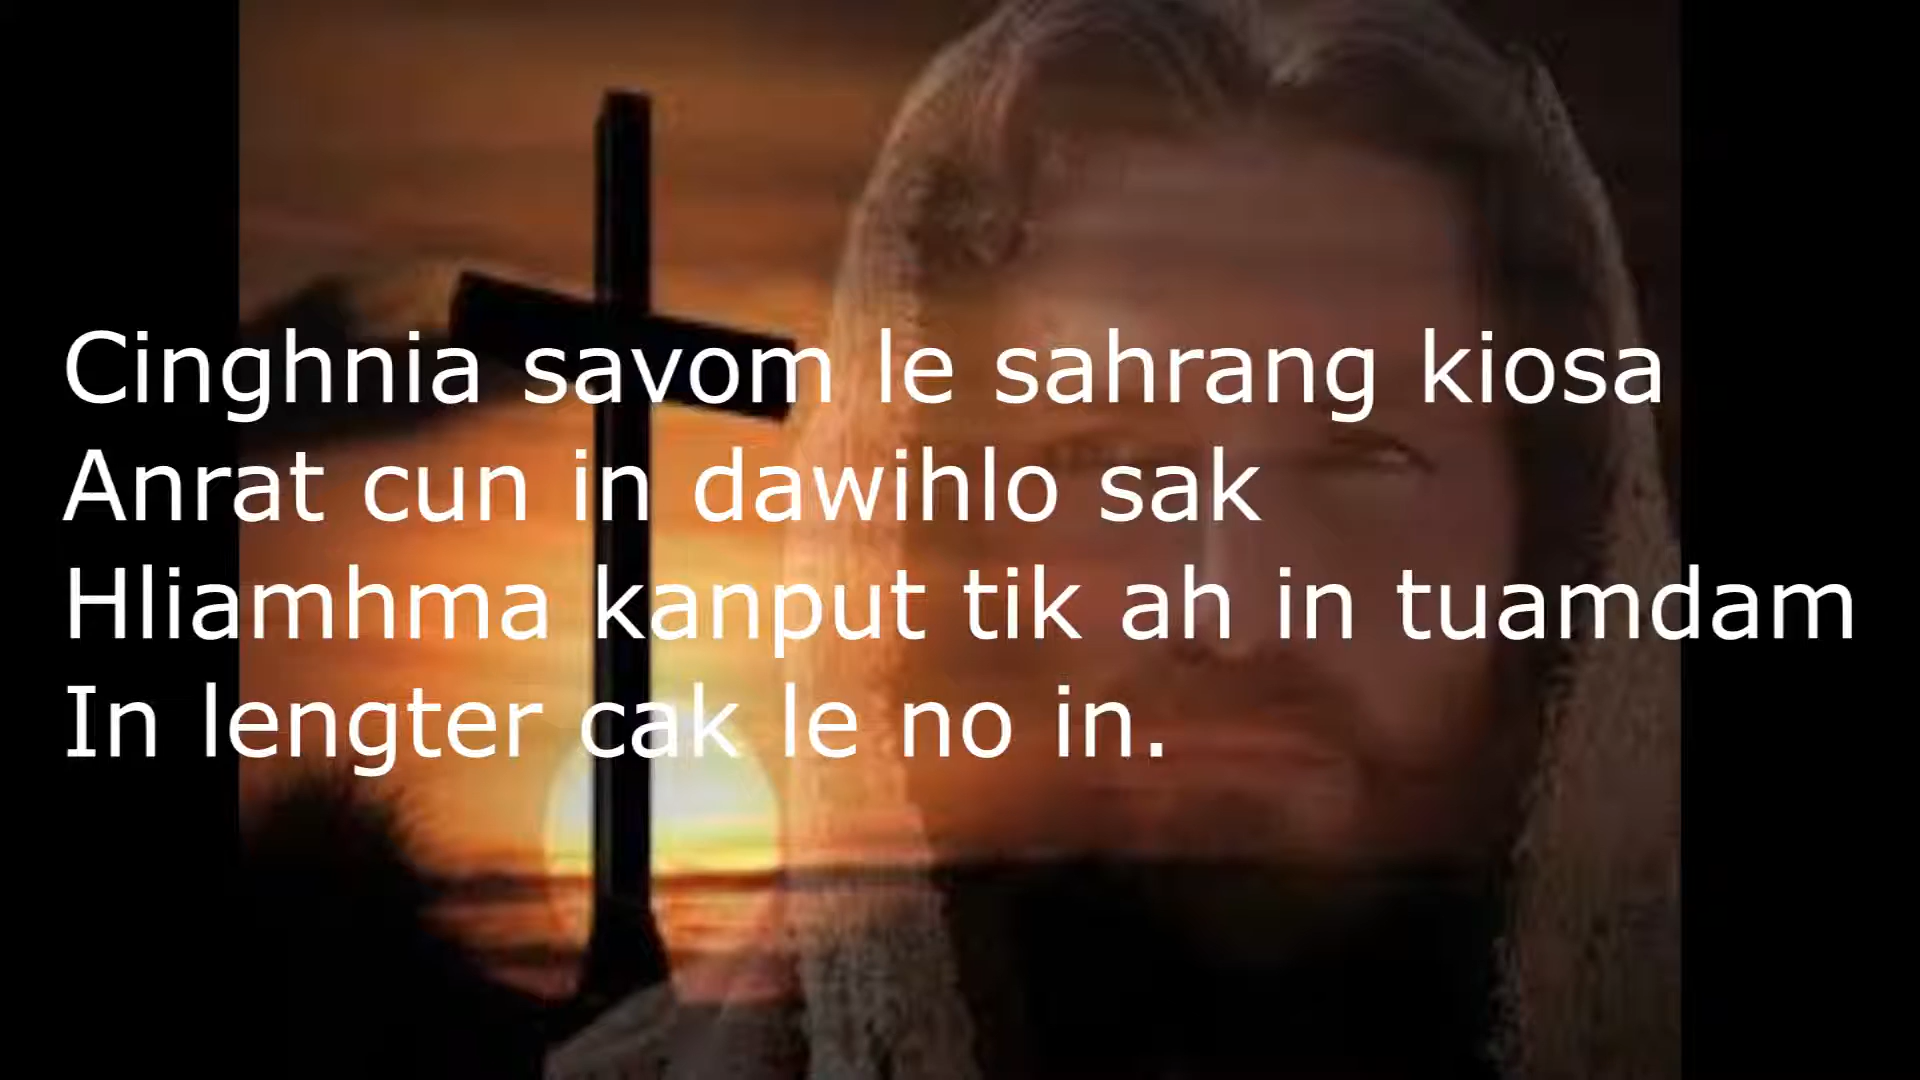 Cinghnia savom le sahrang kiosa
Anrat cun in dawihlo sak
Hliamhma kanput tik ah in tuamdam
In lengter cak le no in.